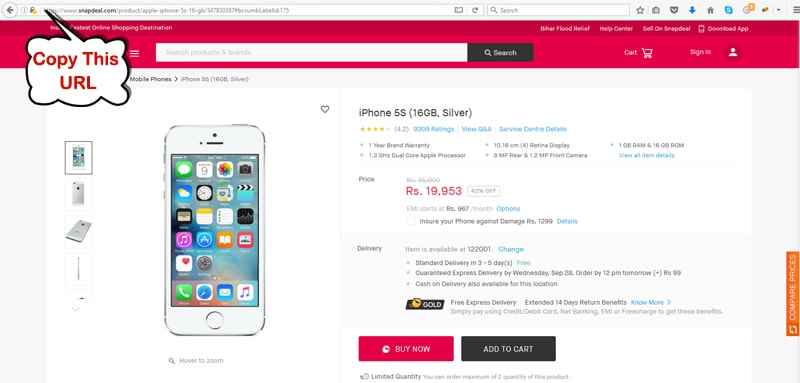 https://www.snapdeal.com/product/apple-iphone-5s-16-gb/
Search
Copy This
URL
Fastest Online Shopping Destination
Bihar Flood Relief Help Center Sell On Snapdeal Download App
Search products & brands Search Cart Sign In
Mobile Phones > iPhone 5S (16GB, Silver)
iPhone 5S (16GB, Silver)
(4.2) 9309 Ratings View Q&A Service Centre Details
1 Year Brand Warranty 10.16 cm (4) Retina Display 1 GB RAM & 16 GB ROM
1.3 GHz Dual Core Apple Processor 8 MP Rear & 1.2 MP Front Camera View all item details
Price Rs. 35,000
Rs. 19,953 43% OFF
EMI starts at Rs. 967 /month Options
Insure your Phone against Damage Rs. 1299 Details
Delivery Item is available at 122001. Change
Standard Delivery in 3 - 5 day(s) Free
Guaranteed Express Delivery by Wednesday, Sep 28. Order by 12 pm tomorrow (+) Rs 99
Cash on Delivery also available for this location
GOLD Free Express Delivery | Extended 14 Days Return Benefits Know More >
Simply pay using Credit/Debit Card, Net Banking, EMI or Freecharge to get these benefits.
BUY NOW ADD TO CART
Hover to zoom
Limited Quantity You can order maximum of 2 quantity of this product.
COMPARE PRICES